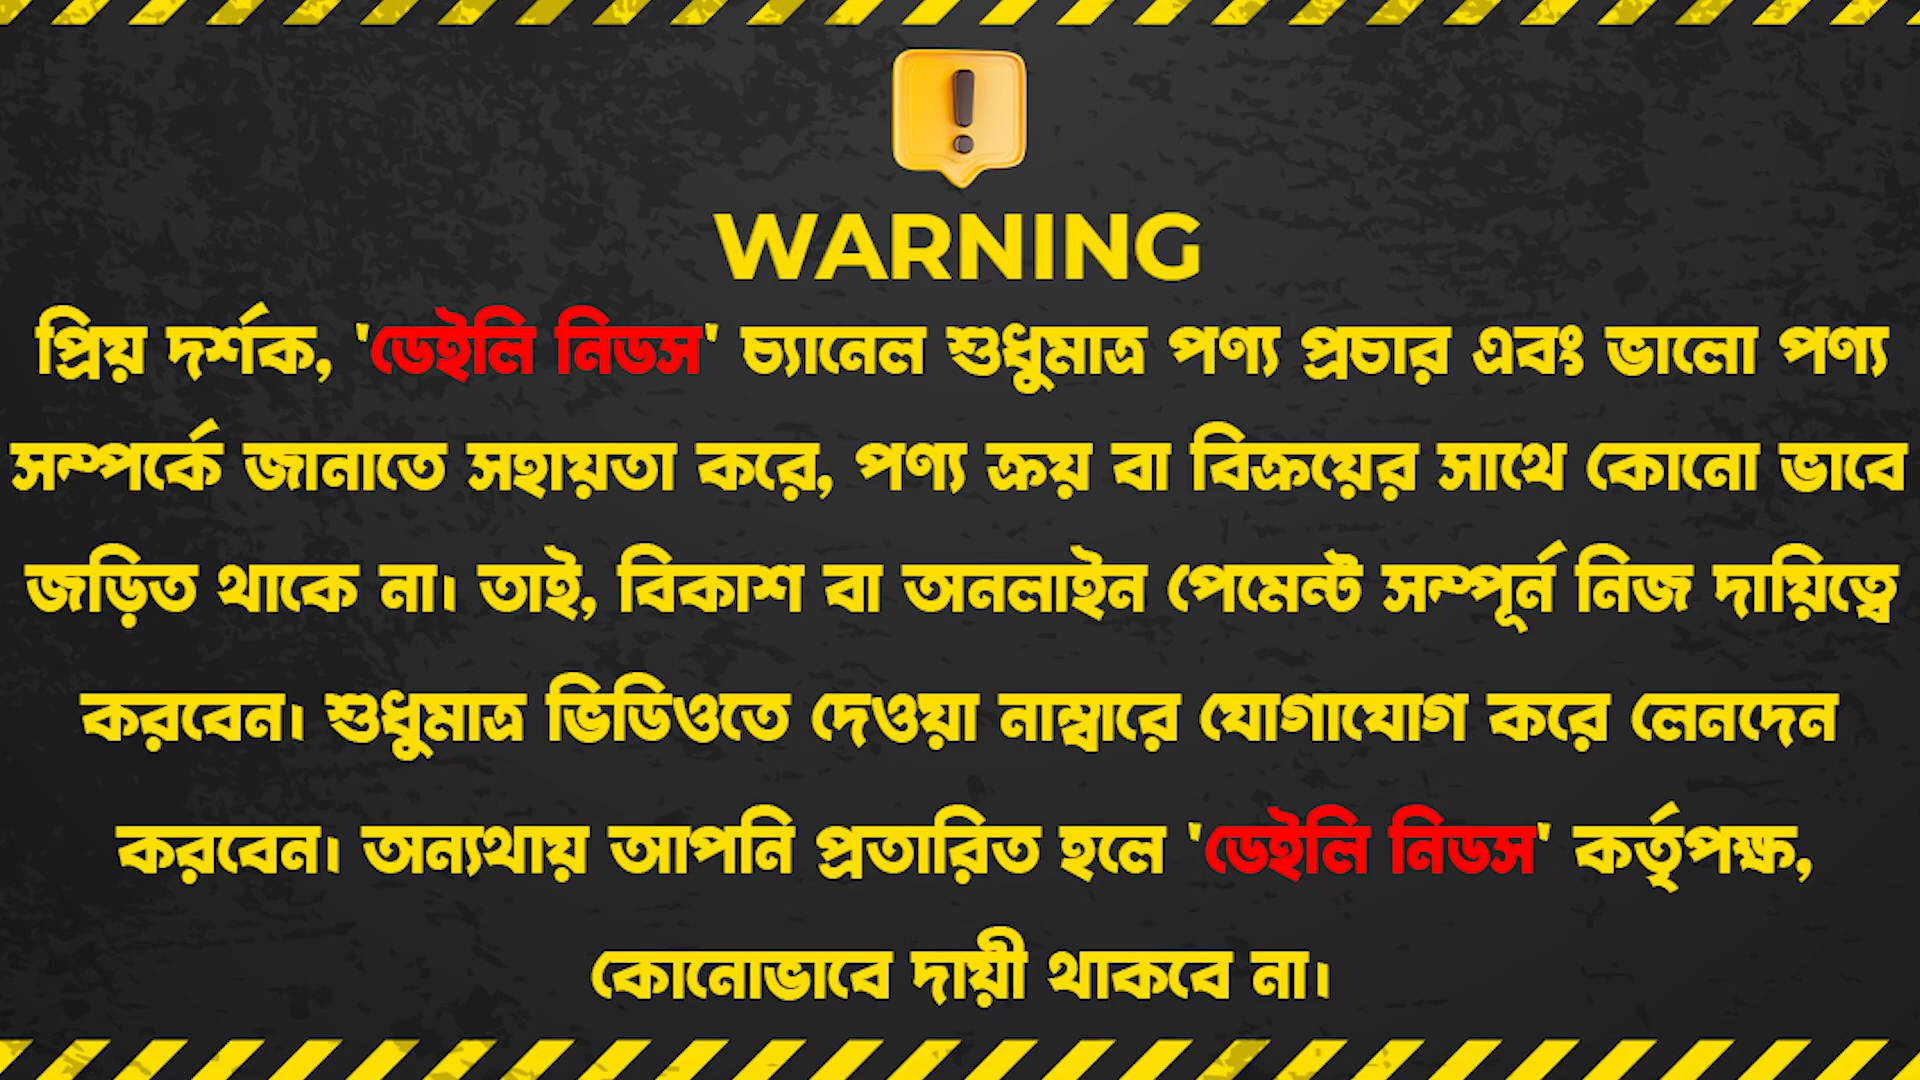 WARNING
প্রিয় দর্শক, 'ডেইলি নিডস' চ্যানেল শুধুমাত্র পণ্য প্রচার এবং ভালো পণ্য
সম্পর্কে জানাতে সহায়তা করে, পণ্য ক্রয় বা বিক্রয়ের সাথে কোনো ভাবে
জড়িত থাকে না। তাই, বিকাশ বা অনলাইন পেমেন্ট সম্পূর্ন নিজ দায়িত্বে
করবেন। শুধুমাত্র ভিডিওতে দেওয়া নাম্বারে যোগাযোগ করে লেনদেন
করবেন। অন্যথায় আপনি প্রতারিত হলে 'ডেইলি নিডস' কর্তৃপক্ষ,
কোনোভাবে দায়ী থাকবে না।